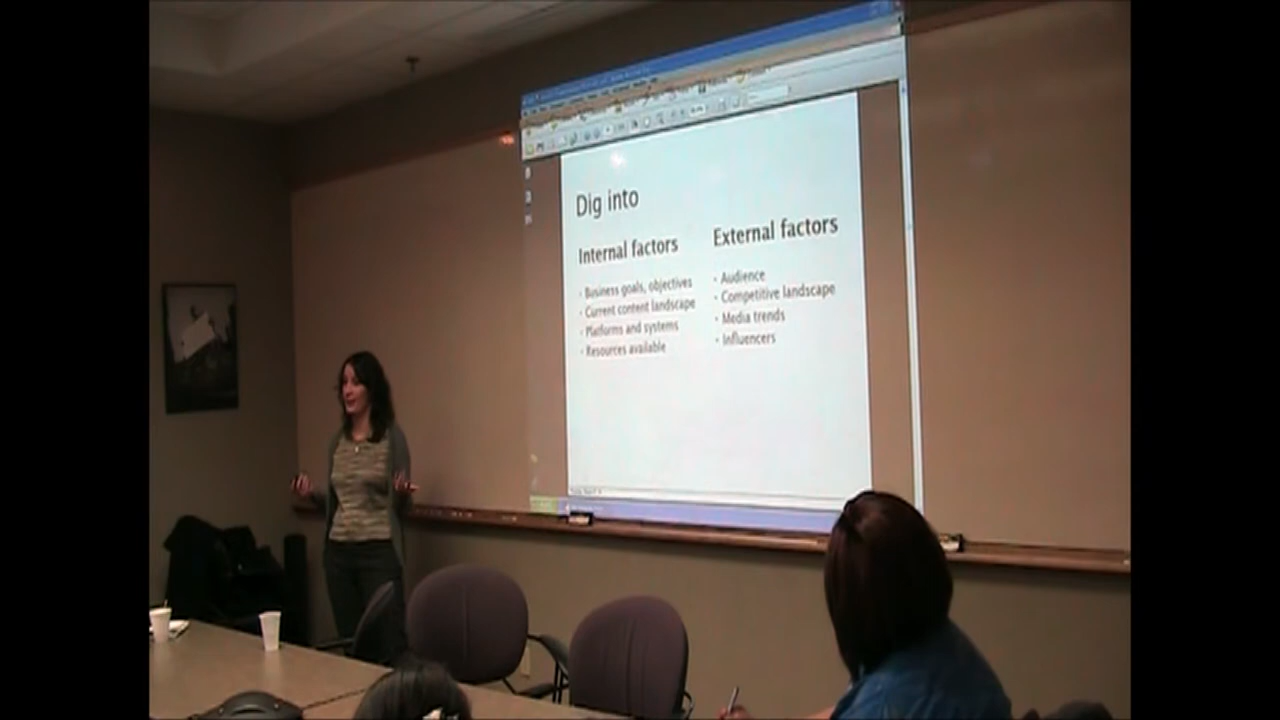 Dig into
Internal factors
· Business goals, objectives
· Current content landscape
· Platforms and systems
· Resources available
External factors
· Audience
· Competitive landscape
· Media trends
· Influencers